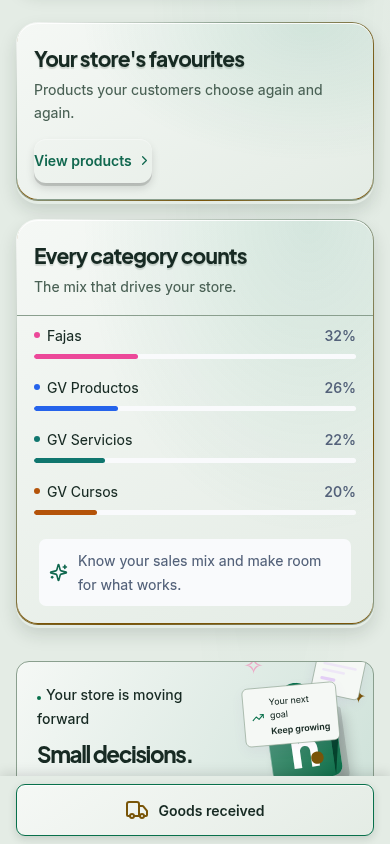 Your store's favourites
Products your customers choose again and
again.
View products
Every category counts
The mix that drives your store.
Fajas 32%
GV Productos 26%
GV Servicios 22%
GV Cursos 20%
Know your sales mix and make room
for what works.
Your store is moving
forward
Small decisions.
Your next
goal
Keep growing
n
Goods received